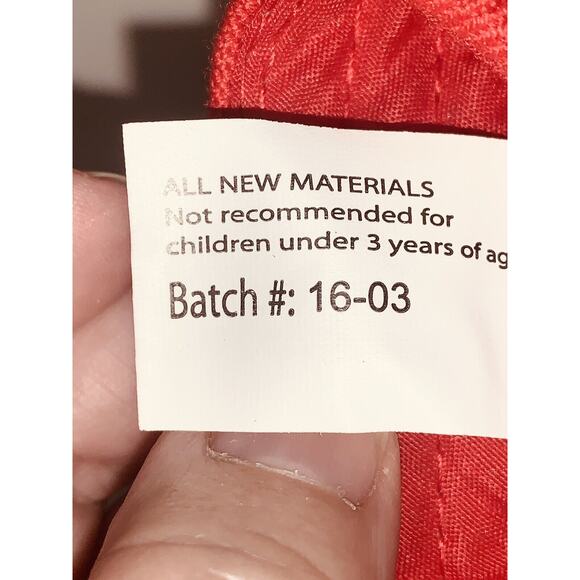 ALL NEW MATERIALS
Not recommended for
children under 3 years of ag
Batch #: 16-03